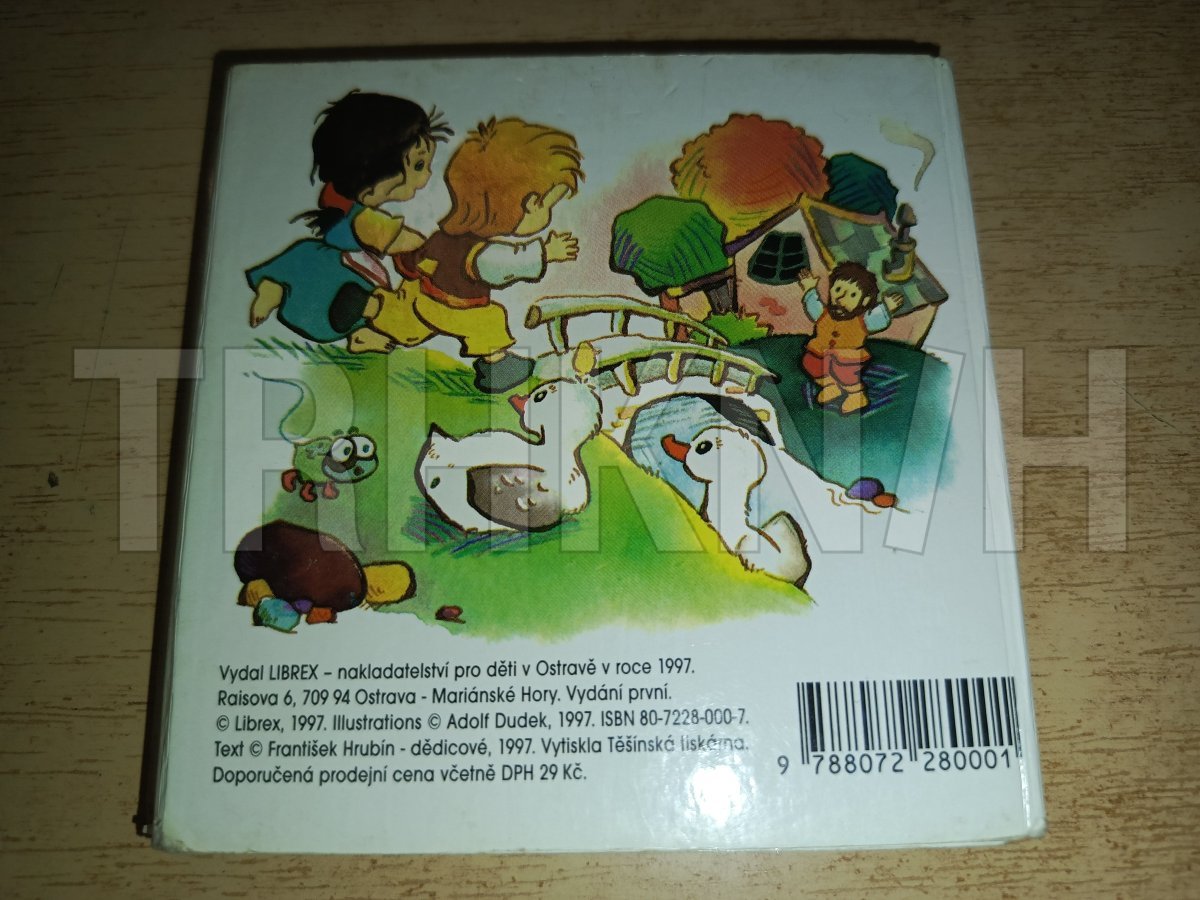 TRHKNIH
Vydal LIBREX – nakladatelství pro děti v Ostravě v roce 1997.
Raisova 6, 709 94 Ostrava - Mariánské Hory. Vydání první.
© Librex, 1997. Illustrations © Adolf Dudek, 1997. ISBN 80-7228-000-7.
Text © František Hrubín - dědicové, 1997. Vytiskla Těšínská tiskárna.
Doporučená prodejní cena včetně DPH 29 Kč.
9 788072 280001